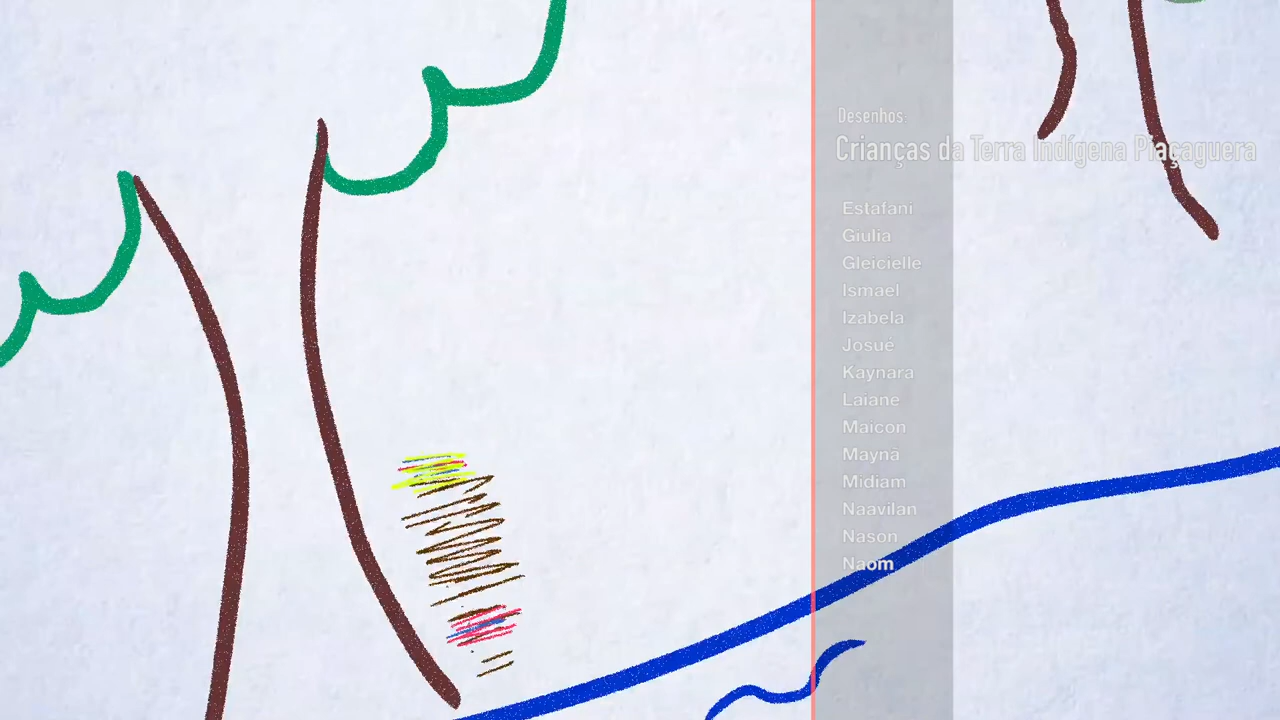 Desenhos:
Crianças da Terra Indígena Piaçaguera
Estafani
Giulia
Gleicielle
Ismael
Izabela
Josué
Kaynara
Laiane
Maicon
Mayná
Midiam
Naavilan
Nason
Naom